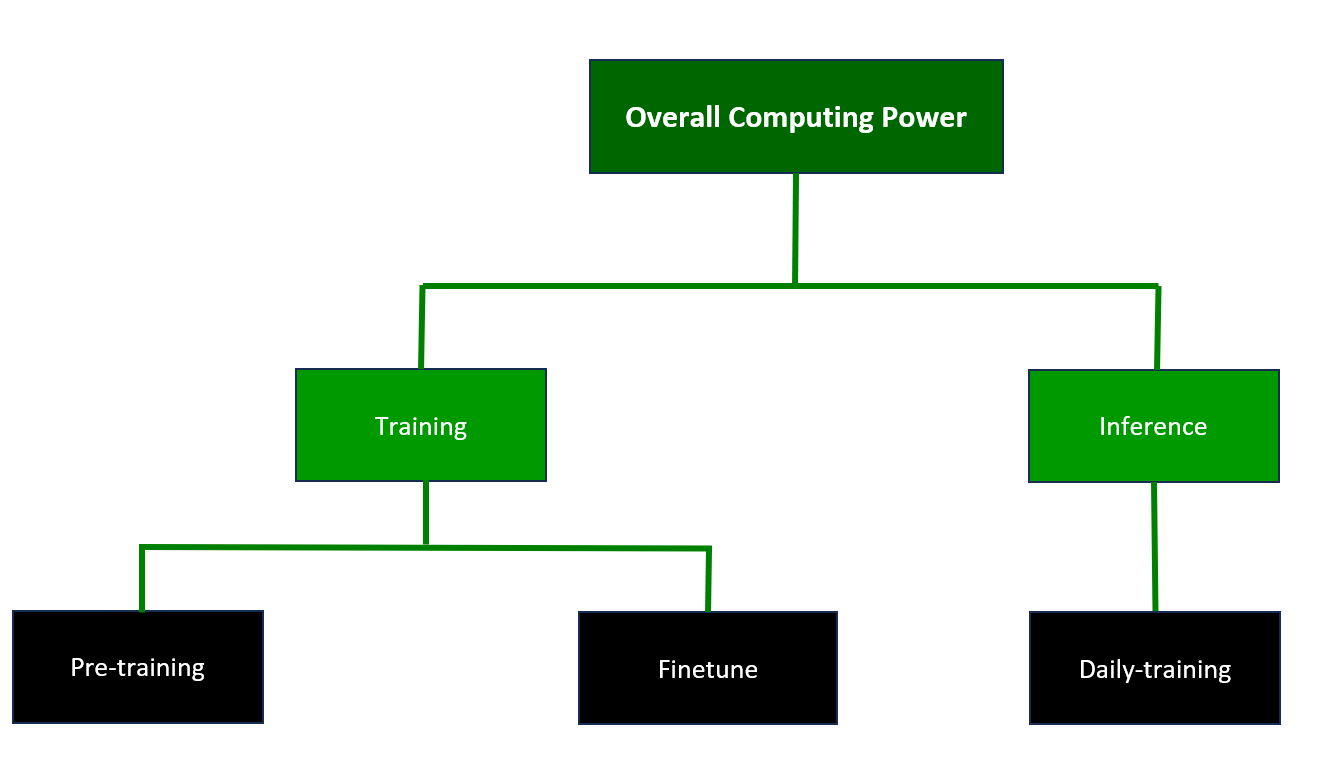 Overall Computing Power
Training
Inference
Pre-training
Finetune
Daily-training